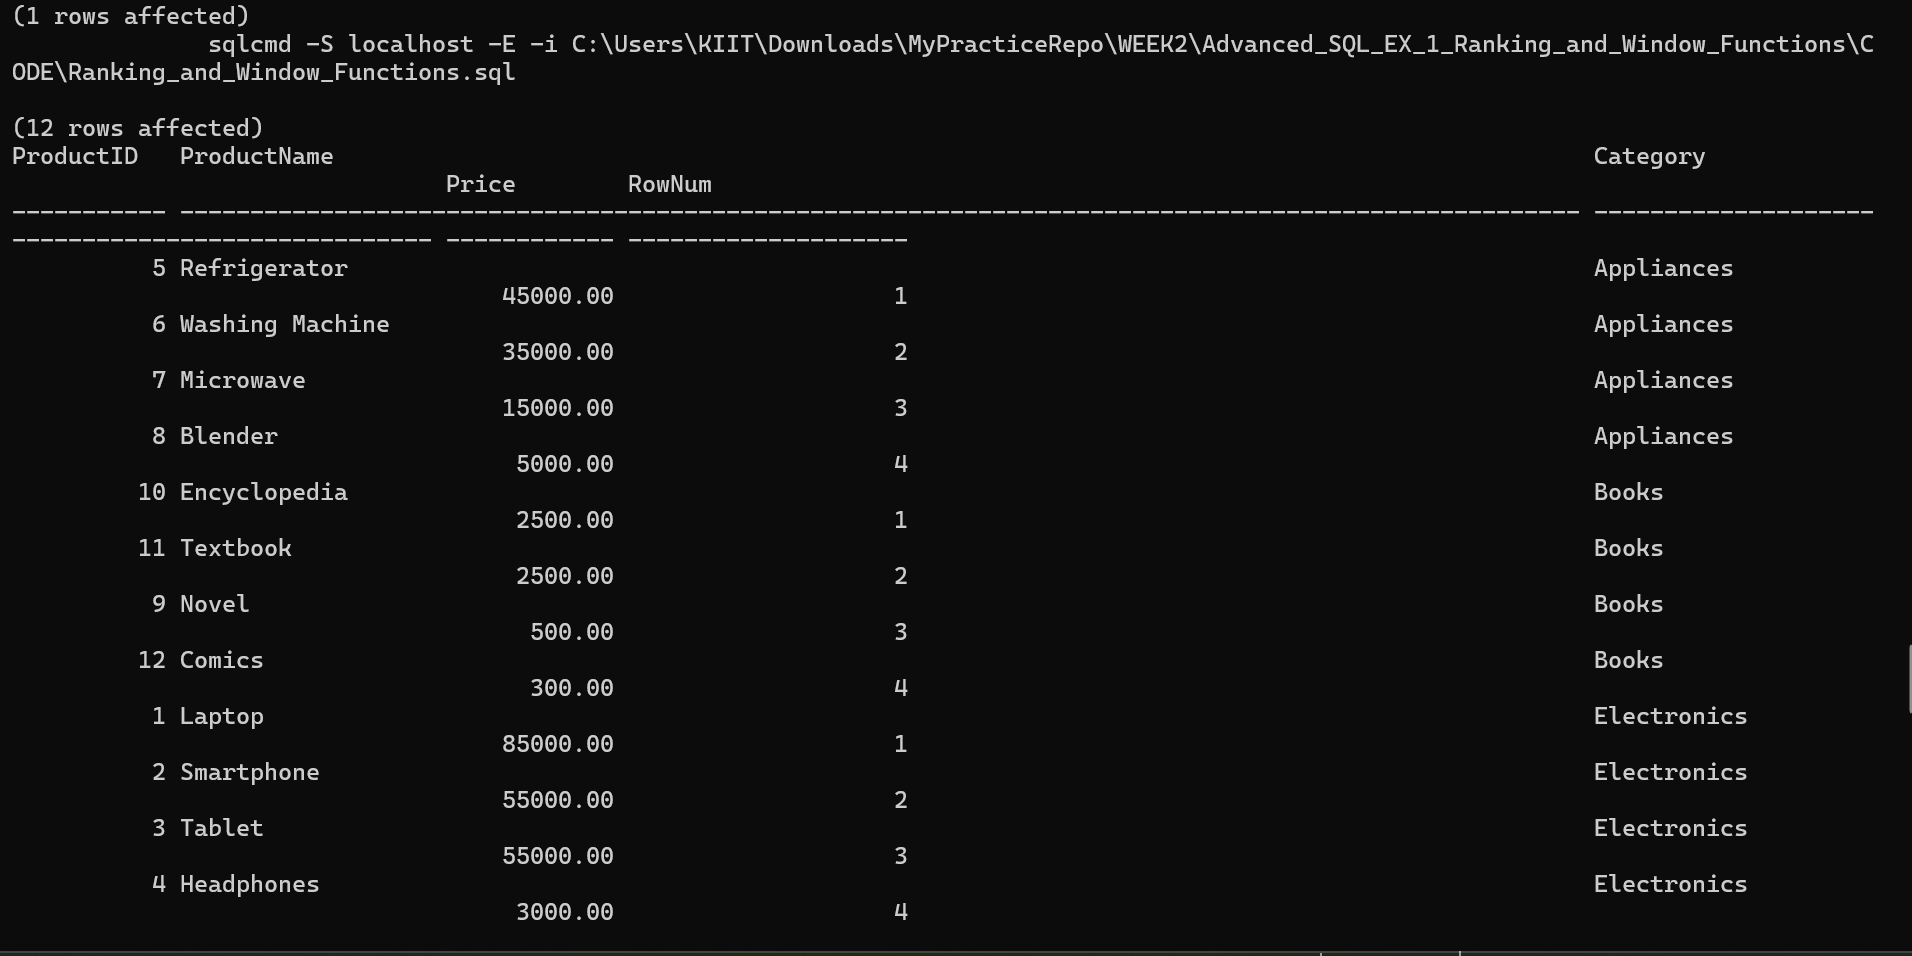 (1 rows affected)
sqlcmd -S localhost -E -i C:\Users\KIIT\Downloads\MyPracticeRepo\WEEK2\Advanced_SQL_EX_1_Ranking_and_Window_Functions\C
ODE\Ranking_and_Window_Functions.sql
(12 rows affected)
ProductID ProductName Category
Price RowNum
----------- ---------------------------------------------------------------------------------------------------- --------------------
------------------------------ ------------ --------------------
5 Refrigerator Appliances
45000.00 1
6 Washing Machine Appliances
35000.00 2
7 Microwave Appliances
15000.00 3
8 Blender Appliances
5000.00 4
10 Encyclopedia Books
2500.00 1
11 Textbook Books
2500.00 2
9 Novel Books
500.00 3
12 Comics Books
300.00 4
1 Laptop Electronics
85000.00 1
2 Smartphone Electronics
55000.00 2
3 Tablet Electronics
55000.00 3
4 Headphones Electronics
3000.00 4